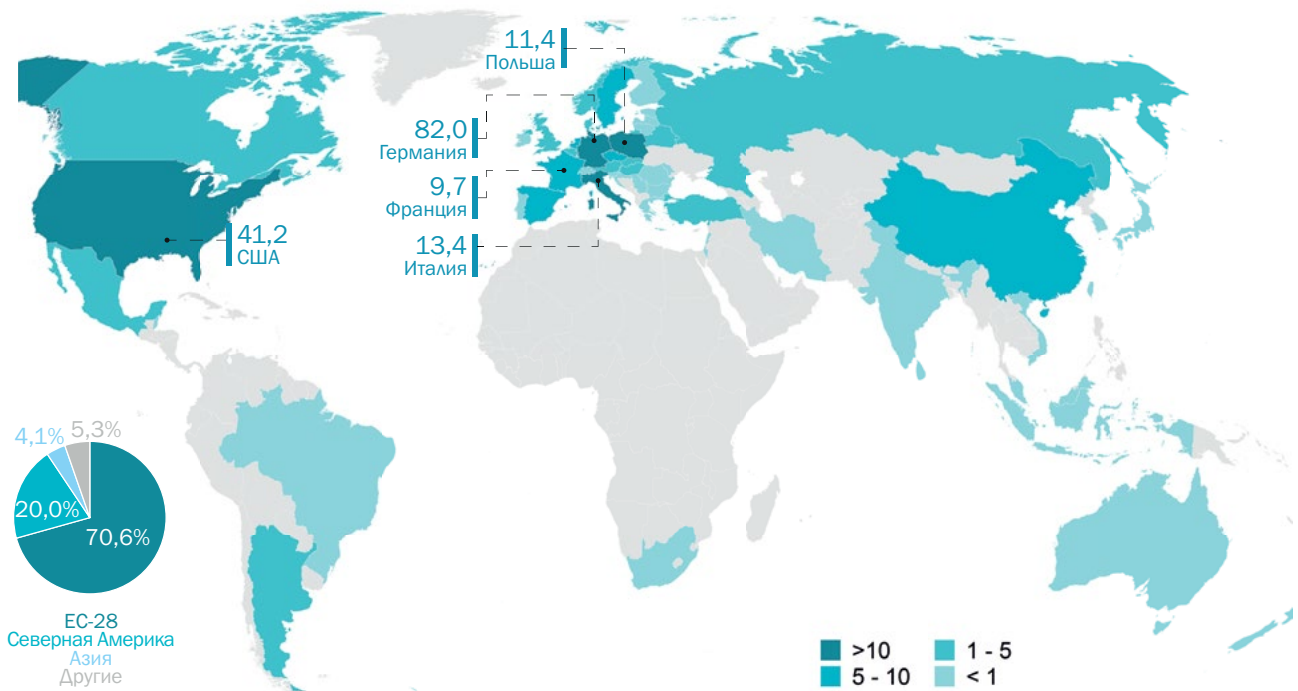 11,4
Польша
82,0
Германия
9,7
Франция
13,4
Италия
41,2
США
4,1%
5,3%
20,0%
70,6%
ЕС-28
Северная Америка
Азия
Другие
>10
1 - 5
5 - 10
< 1